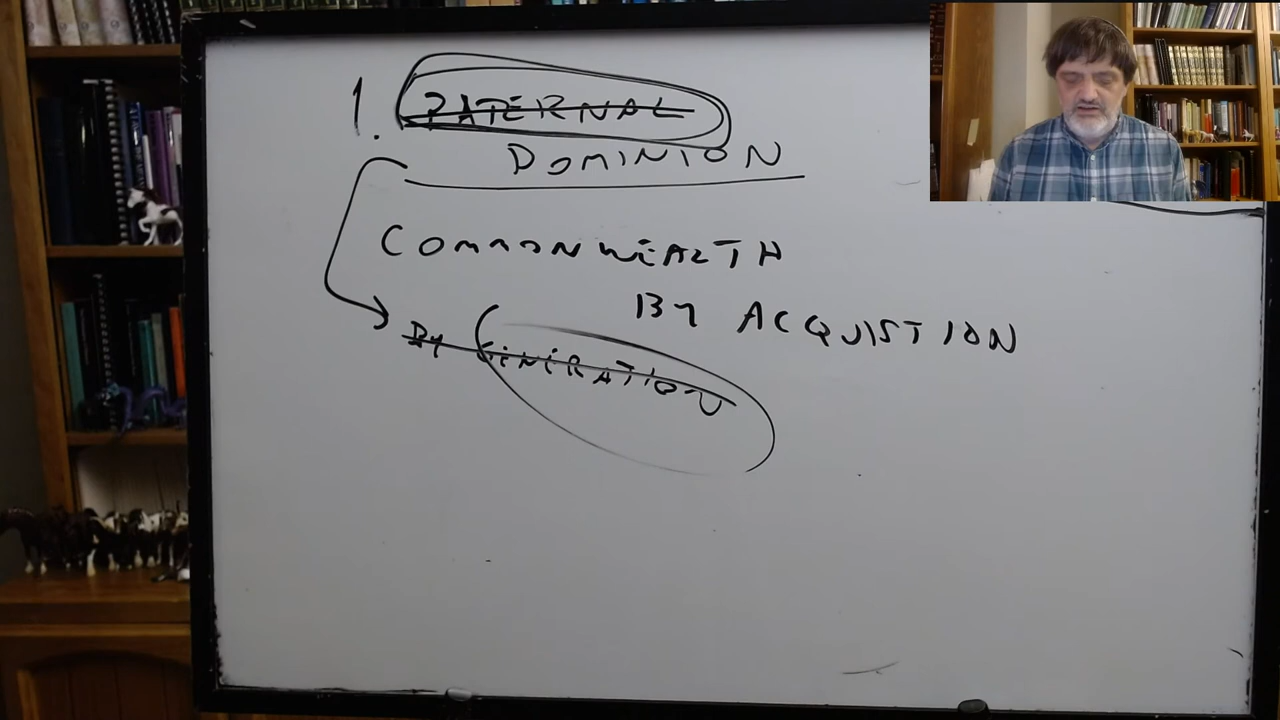 1. PATERNAL
DOMINION
COMMONWEALTH
BY ACQUISTION
BY GENERATION